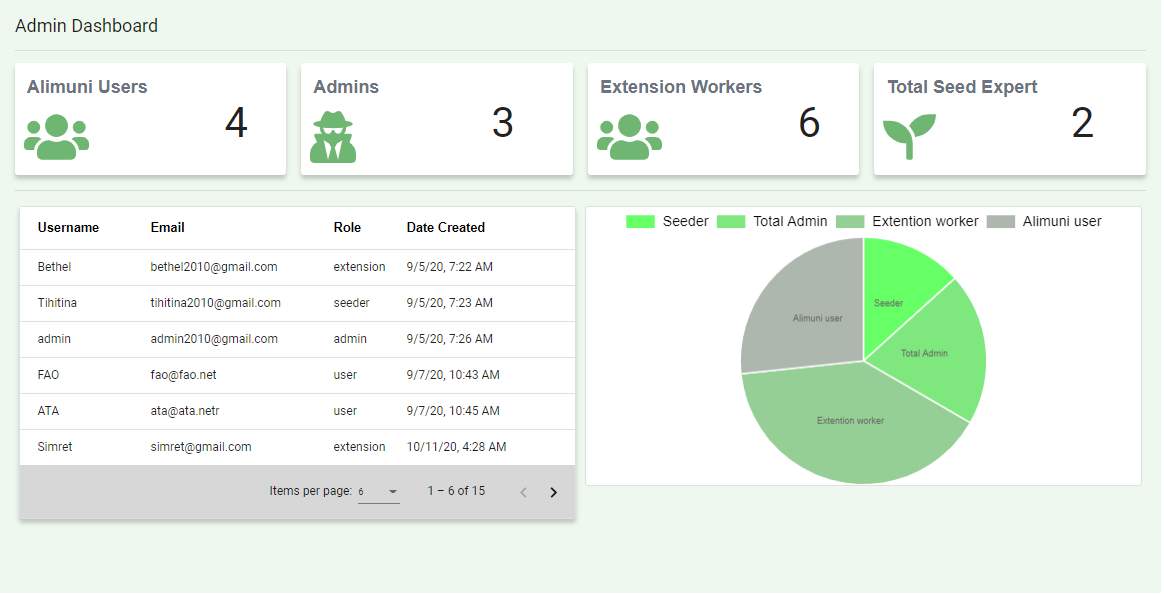 Admin Dashboard
Alimuni Users
4
Admins
3
Extension Workers
6
Total Seed Expert
2
Username Email Role Date Created
Bethel bethel2010@gmail.com extension 9/5/20, 7:22 AM
Tihitina tihitina2010@gmail.com seeder 9/5/20, 7:23 AM
admin admin2010@gmail.com admin 9/5/20, 7:26 AM
FAO fao@fao.net user 9/7/20, 10:43 AM
ATA ata@ata.netr user 9/7/20, 10:45 AM
Simret simret@gmail.com extension 10/11/20, 4:28 AM
Items per page: 6 1 – 6 of 15
Seeder Total Admin Extention worker Alimuni user
Seeder
Alimuni user
Total Admin
Extention worker